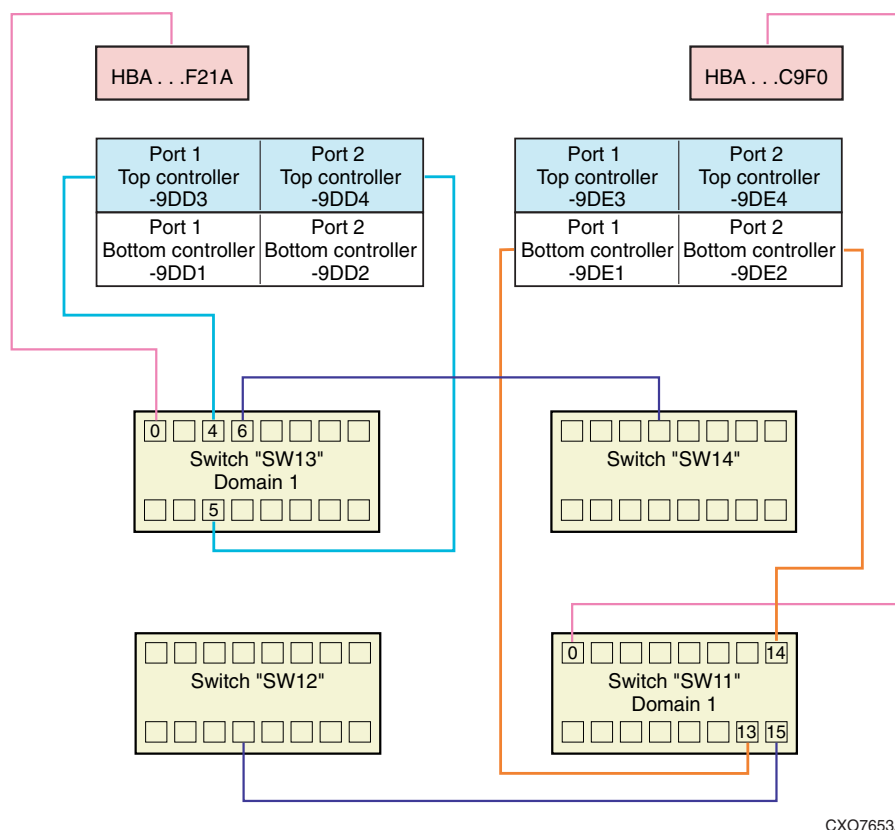 HBA . . .F21A
HBA . . .C9F0
Port 1
Top controller
-9DD3
Port 2
Top controller
-9DD4
Port 1
Bottom controller
-9DD1
Port 2
Bottom controller
-9DD2
Port 1
Top controller
-9DE3
Port 2
Top controller
-9DE4
Port 1
Bottom controller
-9DE1
Port 2
Bottom controller
-9DE2
0 4 6
Switch "SW13"
Domain 1
5
Switch "SW14"
Switch "SW12"
0 14
Switch "SW11"
Domain 1
13 15
CXO7653